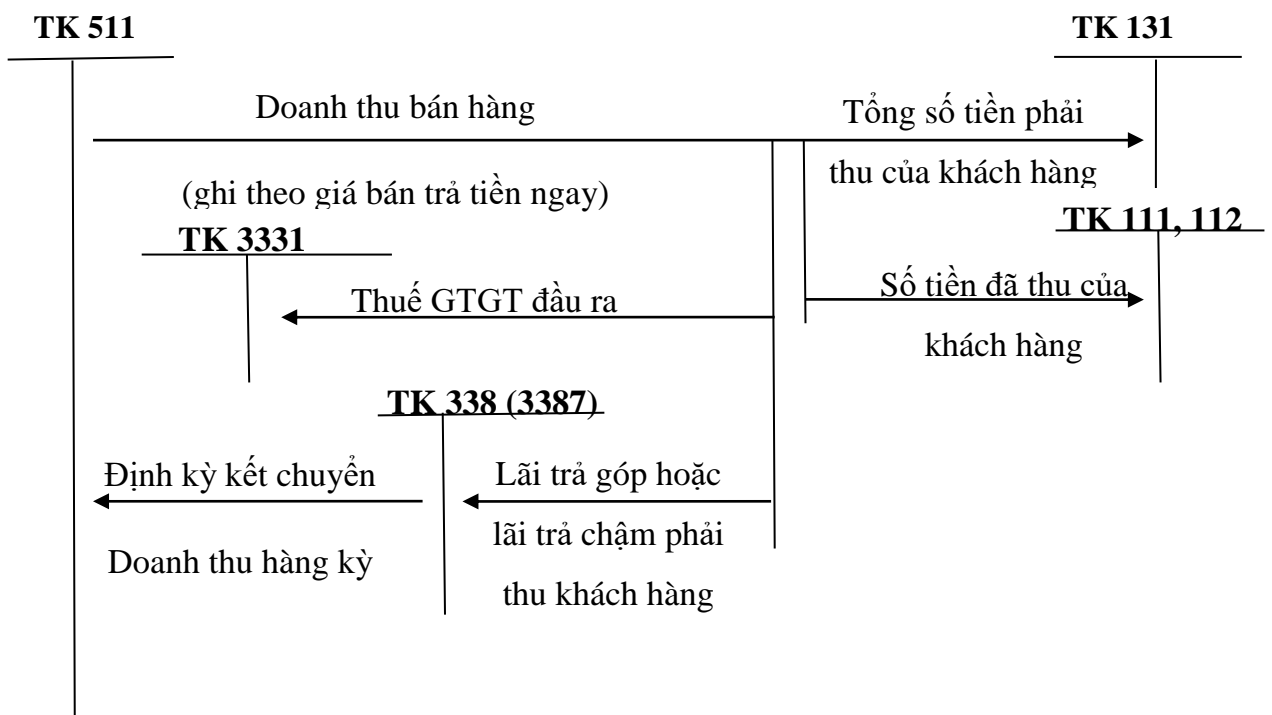 TK 511
TK 131
Doanh thu bán hàng
Tổng số tiền phải
thu của khách hàng
(ghi theo giá bán trả tiền ngay)
TK 111, 112
TK 3331
Số tiền đã thu của
khách hàng
Thuế GTGT đầu ra
TK 338 (3387)
Định kỳ kết chuyển
Doanh thu hàng kỳ
Lãi trả góp hoặc
lãi trả chậm phải
thu khách hàng